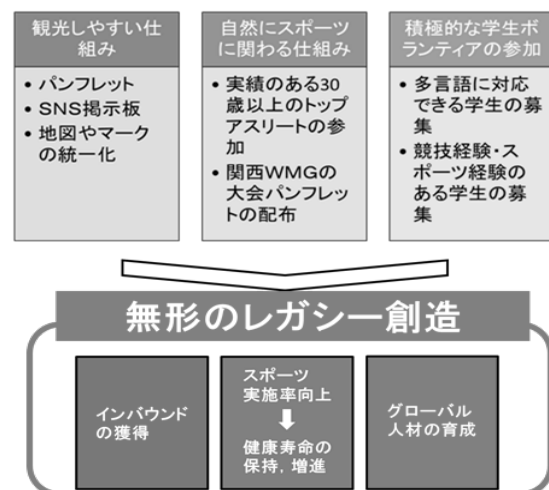 観光しやすい仕
組み
• パンフレット
• SNS掲示板
• 地図やマーク
の統一化
自然にスポーツ
に関わる仕組み
• 実績のある30
歳以上のトップ
アスリートの参
加
• 関西WMGの
大会パンフレッ
トの配布
積極的な学生ボ
ランティアの参加
• 多言語に対応
できる学生の募
集
• 競技経験・ス
ポーツ経験の
ある学生の募
集
無形のレガシー創造
インバウンド
の獲得
スポーツ
実施率向上
健康寿命の
保持，増進
グローバル
人材の育成